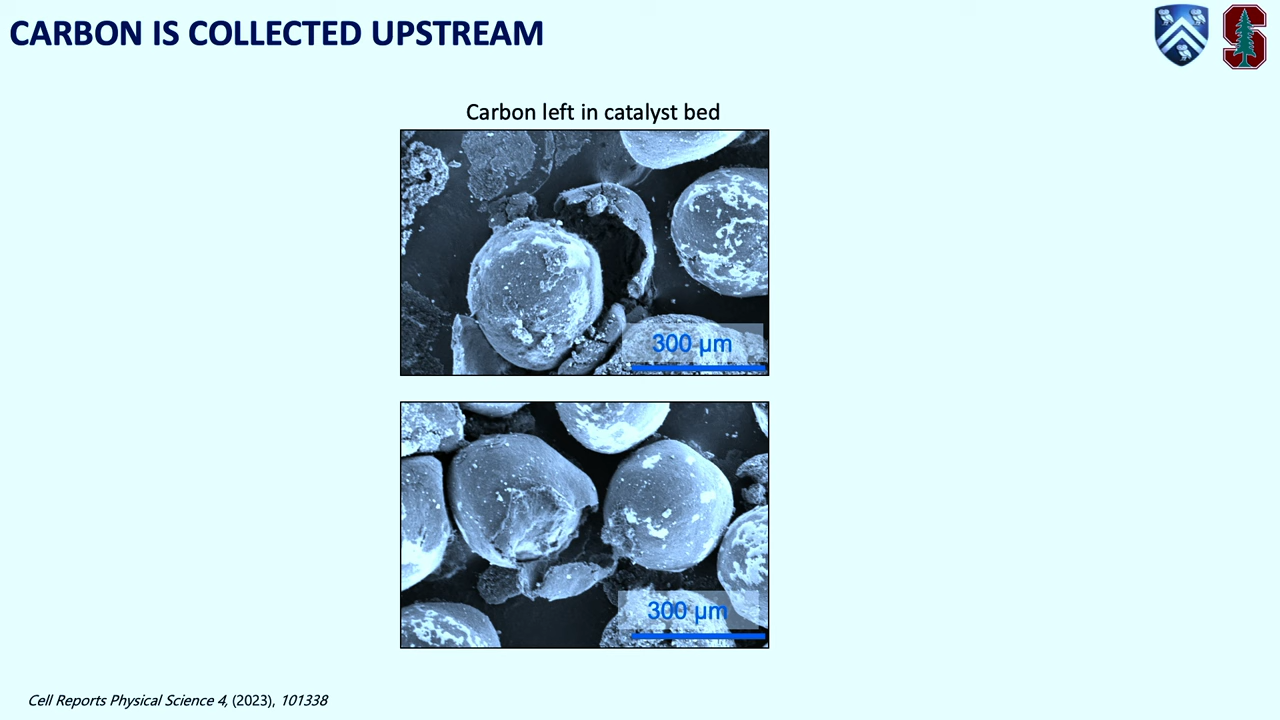 CARBON IS COLLECTED UPSTREAM
Carbon left in catalyst bed
300 µm
300 µm
Cell Reports Physical Science 4, (2023), 101338